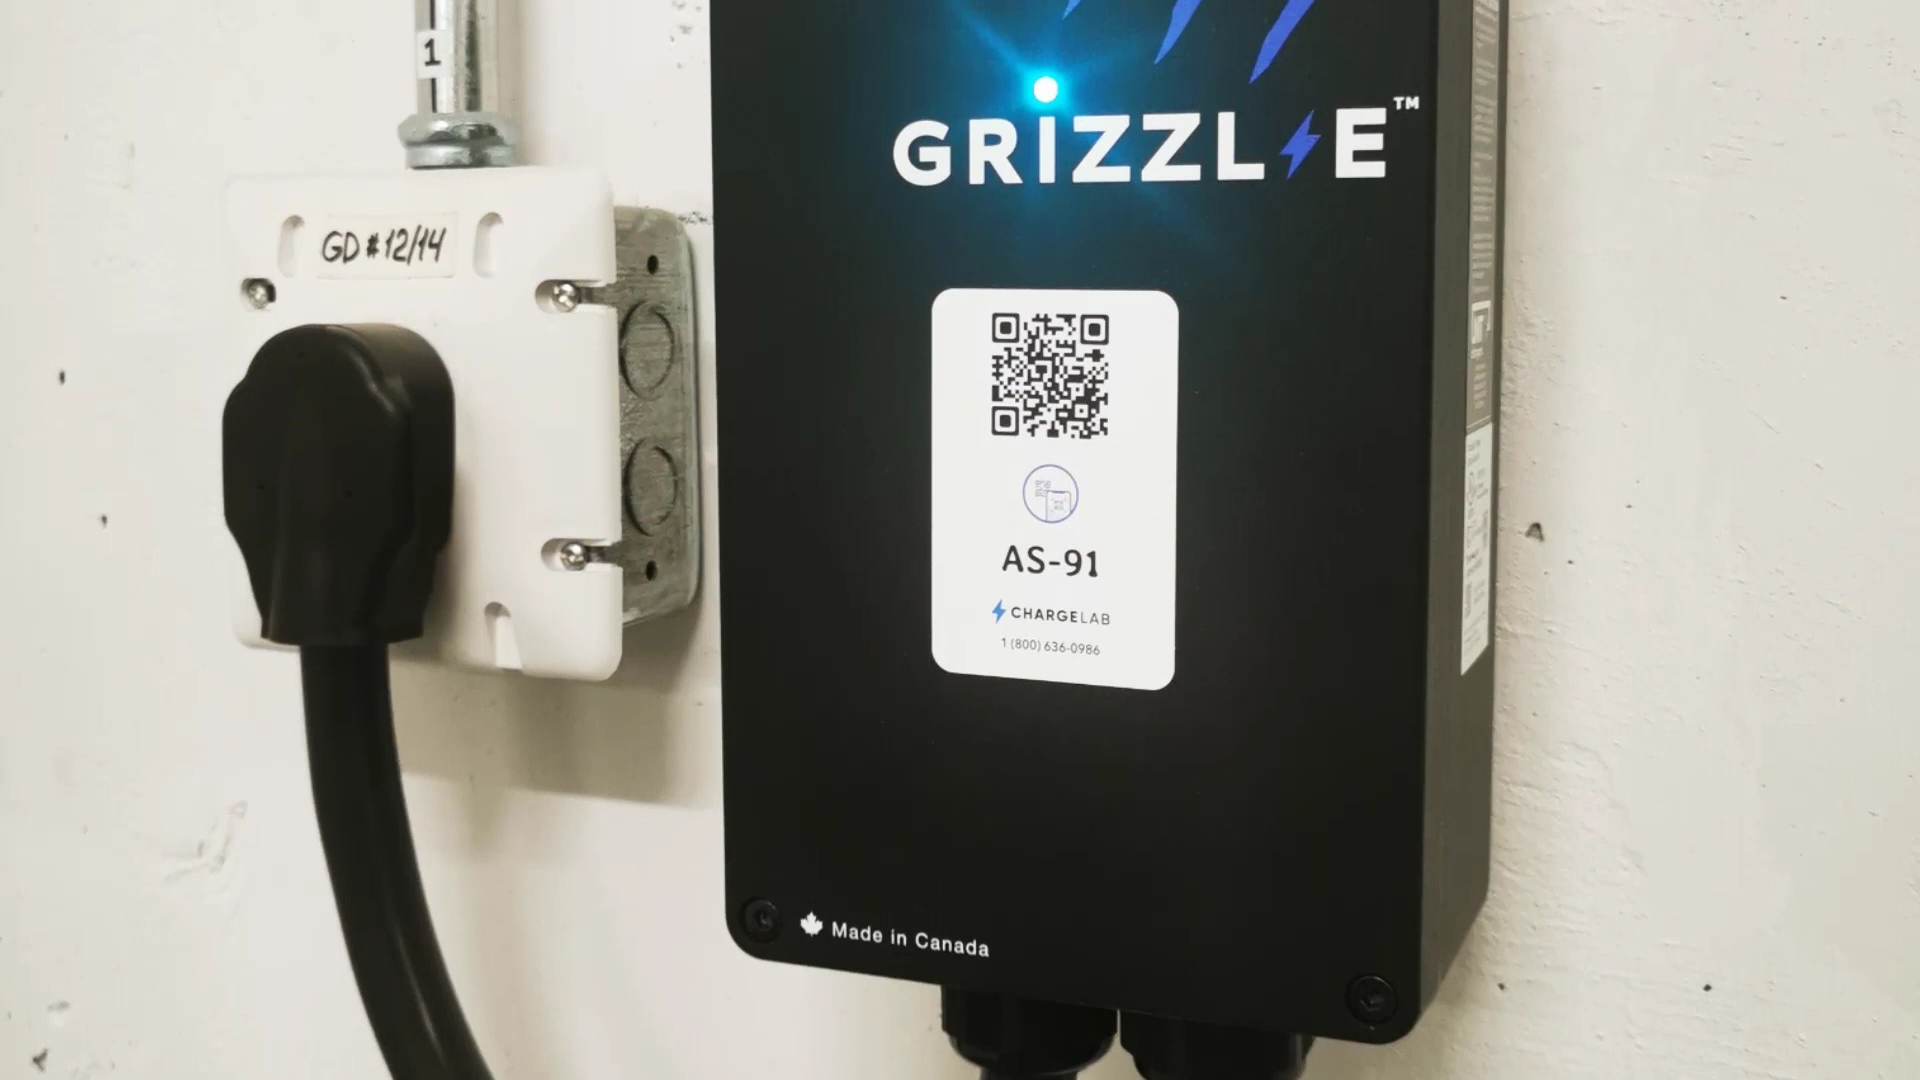 1
GD #12/14
GRIZZL E™
AS-91
CHARGELAB
1 (800) 636-0986
Made in Canada